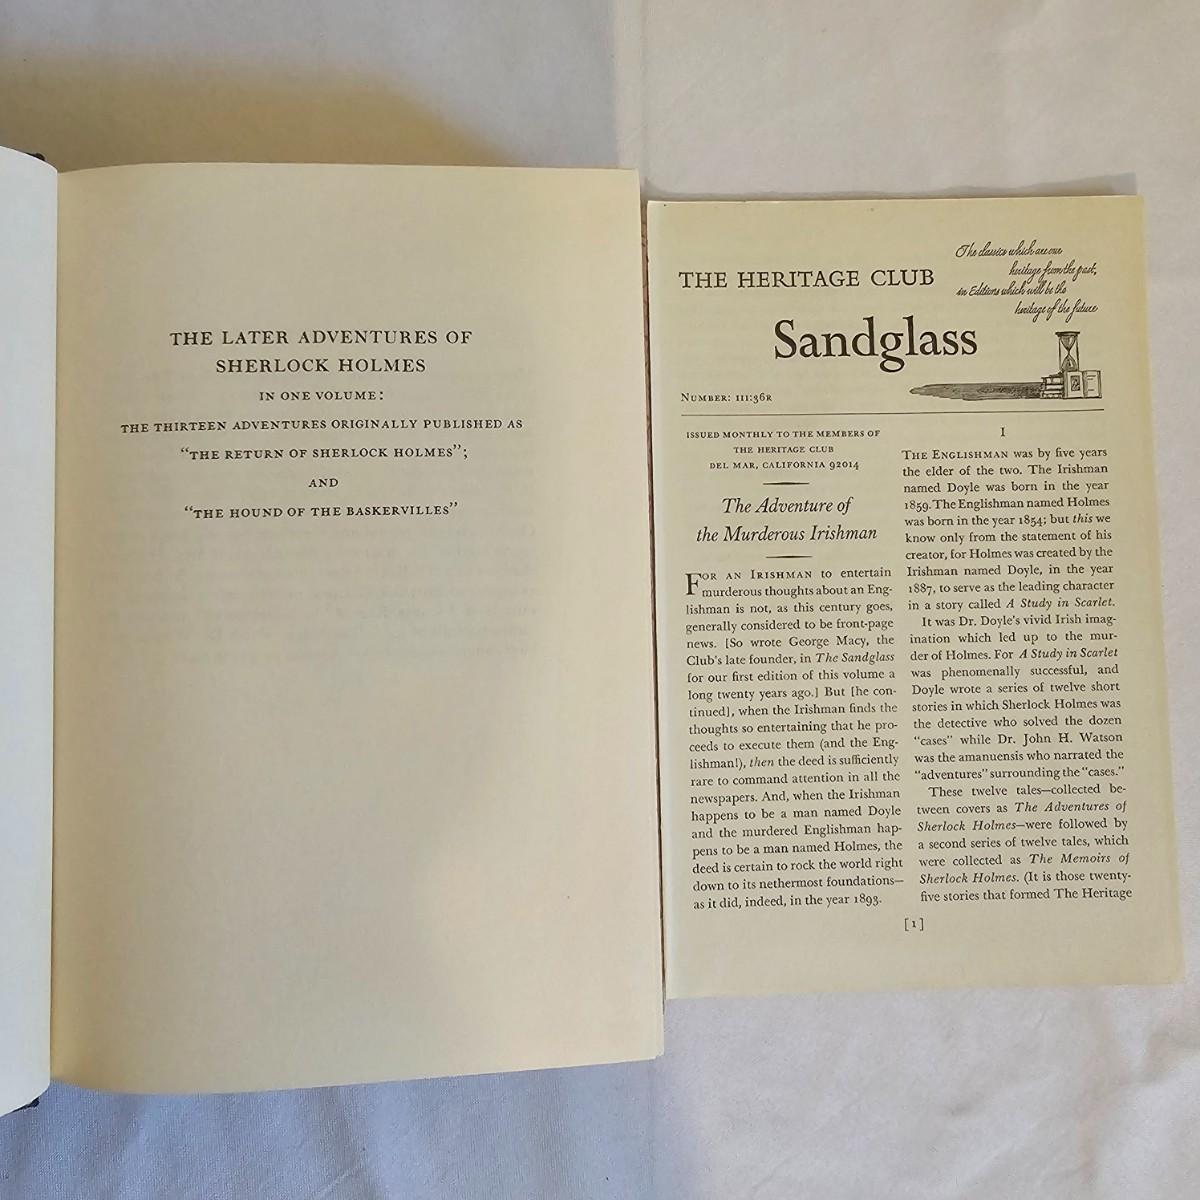 THE LATER ADVENTURES OF
SHERLOCK HOLMES
IN ONE VOLUME:
THE THIRTEEN ADVENTURES ORIGINALLY PUBLISHED AS
"THE RETURN OF SHERLOCK HOLMES";
AND
"THE HOUND OF THE BASKERVILLES"
THE HERITAGE CLUB
The classics which are our
heritage from the past,
in Editions which will be the
heritage of the future
Sandglass
NUMBER: III:36R
ISSUED MONTHLY TO THE MEMBERS OF
THE HERITAGE CLUB
DEL MAR, CALIFORNIA 92014
The Adventure of
the Murderous Irishman
FOR AN IRISHMAN to entertain
murderous thoughts about an Eng-
lishman is not, as this century goes,
generally considered to be front-page
news. [So wrote George Macy, the
Club's late founder, in The Sandglass
for our first edition of this volume a
long twenty years ago.] But [he con-
tinued], when the Irishman finds the
thoughts so entertaining that he pro-
ceeds to execute them (and the Eng-
lishman!), then the deed is sufficiently
rare to command attention in all the
newspapers. And, when the Irishman
happens to be a man named Doyle
and the murdered Englishman hap-
pens to be a man named Holmes, the
deed is certain to rock the world right
down to its nethermost foundations—
as it did, indeed, in the year 1893.
I
THE ENGLISHMAN was by five years
the elder of the two. The Irishman
named Doyle was born in the year
1859. The Englishman named Holmes
was born in the year 1854; but this we
know only from the statement of his
creator, for Holmes was created by the
Irishman named Doyle, in the year
1887, to serve as the leading character
in a story called A Study in Scarlet.
It was Dr. Doyle's vivid Irish imag-
ination which led up to the mur-
der of Holmes. For A Study in Scarlet
was phenomenally successful, and
Doyle wrote a series of twelve short
stories in which Sherlock Holmes was
the detective who solved the dozen
"cases" while Dr. John H. Watson
was the amanuensis who narrated the
"adventures" surrounding the "cases."
These twelve tales—collected be-
tween covers as The Adventures of
Sherlock Holmes—were followed by
a second series of twelve tales, which
were collected as The Memoirs of
Sherlock Holmes. (It is those twenty-
five stories that formed The Heritage
[1]